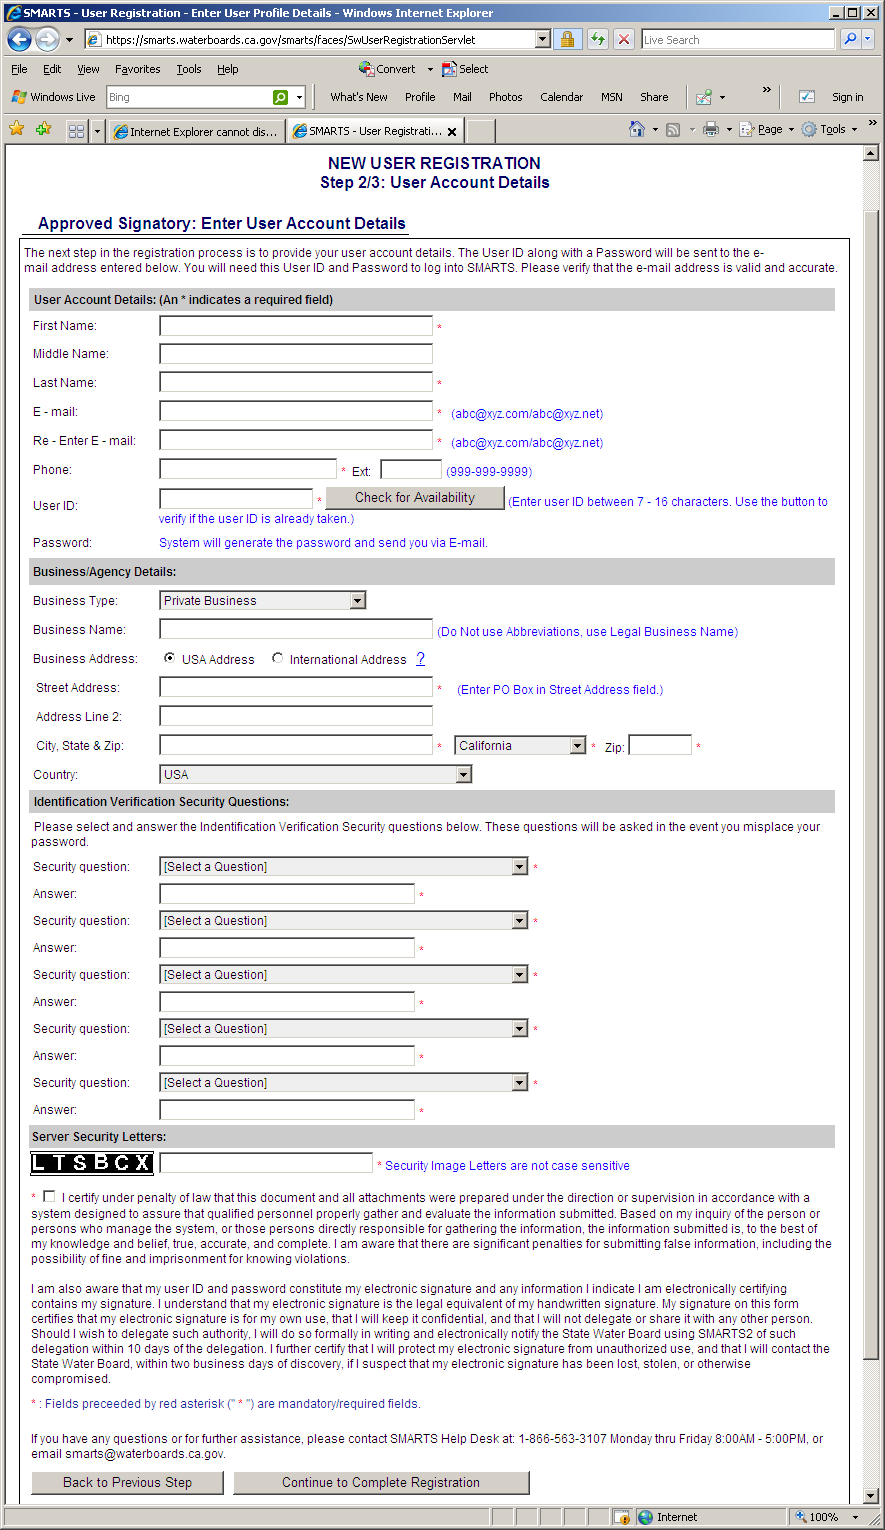 SMARTS - User Registration - Enter User Profile Details - Windows Internet Explorer
https://smarts.waterboards.ca.gov/smarts/faces/SwUserRegistrationServlet
Live Search
File Edit View Favorites Tools Help Convert Select
Windows Live Bing What's New Profile Mail Photos Calendar MSN Share » Sign in
Internet Explorer cannot dis... SMARTS - User Registrati... x Page Tools »
NEW USER REGISTRATION
Step 2/3: User Account Details
Approved Signatory: Enter User Account Details
The next step in the registration process is to provide your user account details. The User ID along with a Password will be sent to the e-
mail address entered below. You will need this User ID and Password to log into SMARTS. Please verify that the e-mail address is valid and accurate.
User Account Details: (An * indicates a required field)
First Name: *
Middle Name:
Last Name: *
E - mail: * (abc@xyz.com/abc@xyz.net)
Re - Enter E - mail: * (abc@xyz.com/abc@xyz.net)
Phone: * Ext: (999-999-9999)
User ID: * Check for Availability (Enter user ID between 7 - 16 characters. Use the button to
verify if the user ID is already taken.)
Password: System will generate the password and send you via E-mail.
Business/Agency Details:
Business Type: Private Business
Business Name: (Do Not use Abbreviations, use Legal Business Name)
Business Address: USA Address International Address ?
Street Address: * (Enter PO Box in Street Address field.)
Address Line 2:
City, State & Zip: * California * Zip: *
Country: USA
Identification Verification Security Questions:
Please select and answer the Indentification Verification Security questions below. These questions will be asked in the event you misplace your
password.
Security question: [Select a Question] *
Answer: *
Security question: [Select a Question] *
Answer: *
Security question: [Select a Question] *
Answer: *
Security question: [Select a Question] *
Answer: *
Security question: [Select a Question] *
Answer: *
Server Security Letters:
LTSBCX * Security Image Letters are not case sensitive
* I certify under penalty of law that this document and all attachments were prepared under the direction or supervision in accordance with a
system designed to assure that qualified personnel properly gather and evaluate the information submitted. Based on my inquiry of the person or
persons who manage the system, or those persons directly responsible for gathering the information, the information submitted is, to the best of
my knowledge and belief, true, accurate, and complete. I am aware that there are significant penalties for submitting false information, including the
possibility of fine and imprisonment for knowing violations.
I am also aware that my user ID and password constitute my electronic signature and any information I indicate I am electronically certifying
contains my signature. I understand that my electronic signature is the legal equivalent of my handwritten signature. My signature on this form
certifies that my electronic signature is for my own use, that I will keep it confidential, and that I will not delegate or share it with any other person.
Should I wish to delegate such authority, I will do so formally in writing and electronically notify the State Water Board using SMARTS2 of such
delegation within 10 days of the delegation. I further certify that I will protect my electronic signature from unauthorized use, and that I will contact the
State Water Board, within two business days of discovery, if I suspect that my electronic signature has been lost, stolen, or otherwise
compromised.
* : Fields preceeded by red asterisk (" * ") are mandatory/required fields.
If you have any questions or for further assistance, please contact SMARTS Help Desk at: 1-866-563-3107 Monday thru Friday 8:00AM - 5:00PM, or
email smarts@waterboards.ca.gov.
Back to Previous Step Continue to Complete Registration
Internet 100%